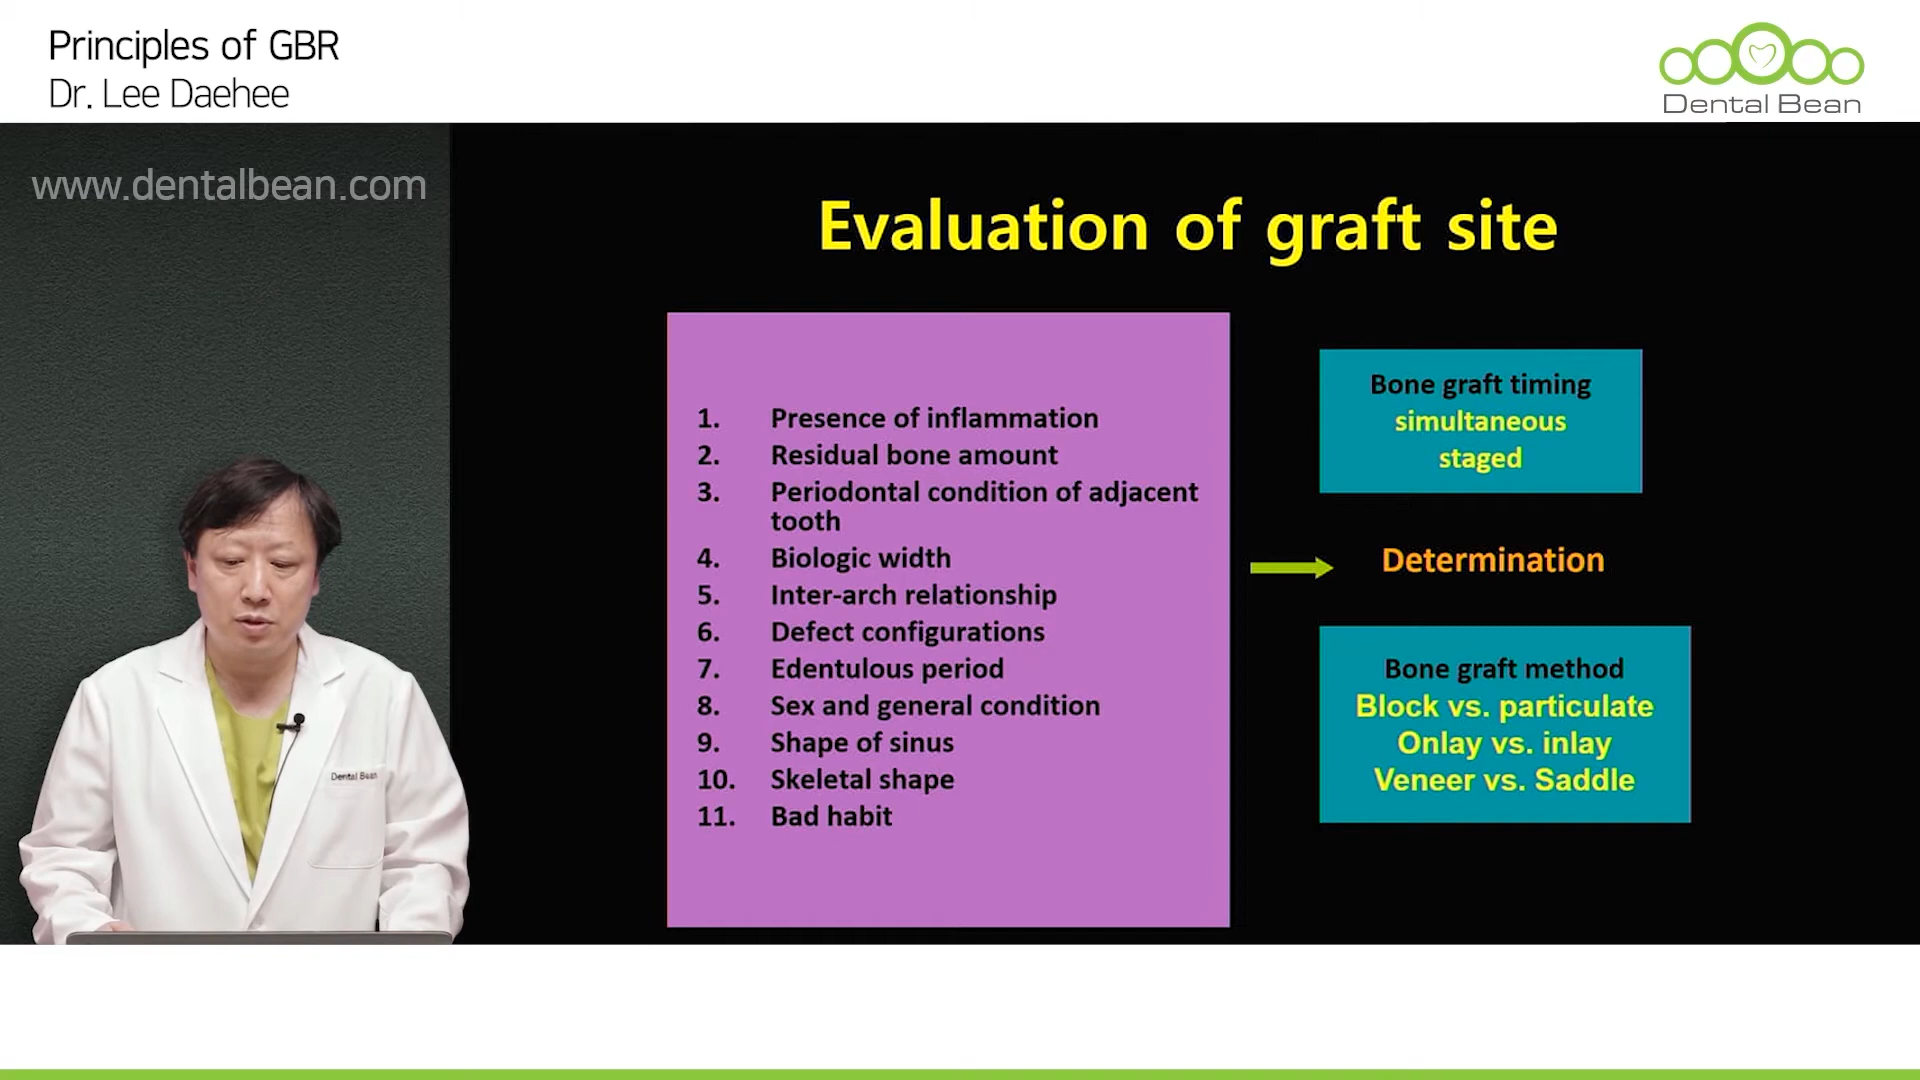 Principles of GBR
Dr. Lee Daehee
Dental Bean
www.dentalbean.com
Evaluation of graft site
1. Presence of inflammation
2. Residual bone amount
3. Periodontal condition of adjacent
tooth
4. Biologic width
5. Inter-arch relationship
6. Defect configurations
7. Edentulous period
8. Sex and general condition
9. Shape of sinus
10. Skeletal shape
11. Bad habit
Bone graft timing
simultaneous
staged
Determination
Bone graft method
Block vs. particulate
Onlay vs. inlay
Veneer vs. Saddle
Dental Bean